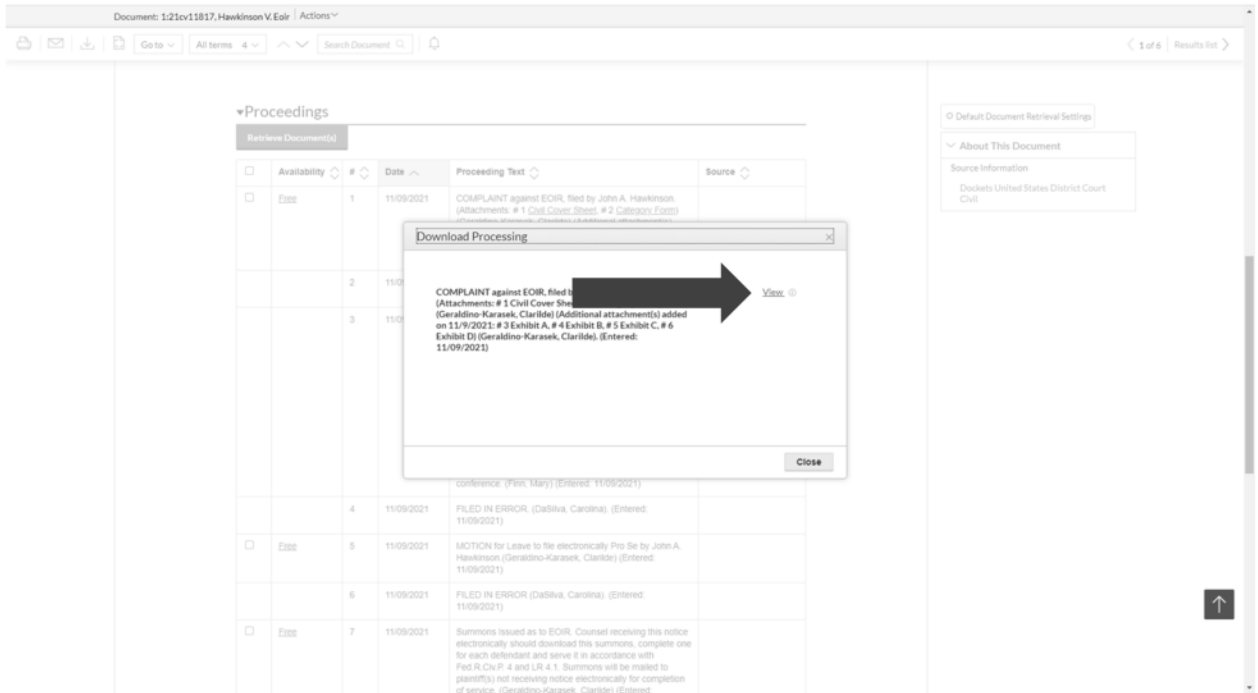 Document: 1:21cv11817, Hawkinson V. Eoir Actions
Go to All terms 4 Search Document 1 of 6 Results list
Proceedings
Retrieve Document(s)
Default Document Retrieval Settings
About This Document
Source Information
Dockets United States District Court
Civil
Availability # Date Proceeding Text Source
Free 1 11/09/2021 COMPLAINT against EOIR, filed by John A. Hawkinson.
(Attachments: # 1 Civil Cover Sheet, # 2 Category Form)
(Geraldino-Karasek, Clarilde) (Additional attachment(s)
Download Processing
2
3
COMPLAINT against EOIR, filed
(Attachments: # 1 Civil Cover
(Geraldino-Karasek, Clarilde) (Additional attachment(s) added
on 11/9/2021: # 3 Exhibit A, # 4 Exhibit B, # 5 Exhibit C, # 6
Exhibit D) (Geraldino-Karasek, Clarilde). (Entered:
11/09/2021)
View
Close
conference. (Finn, Mary) (Entered: 11/09/2021)
4 11/09/2021 FILED IN ERROR. (DaSilva, Carolina). (Entered:
11/09/2021)
Free 5 11/09/2021 MOTION for Leave to file electronically Pro Se by John A.
Hawkinson.(Geraldino-Karasek, Clarilde) (Entered:
11/09/2021)
6 11/09/2021 FILED IN ERROR (DaSilva, Carolina). (Entered:
11/09/2021)
Free 7 11/09/2021 Summons issued as to EOIR. Counsel receiving this notice
electronically should download this summons, complete one
for each defendant and serve it in accordance with
Fed.R.Civ.P. 4 and LR 4.1. Summons will be mailed to
plaintiff(s) not receiving notice electronically for completion
of service. (Geraldino-Karasek, Clarilde) (Entered: